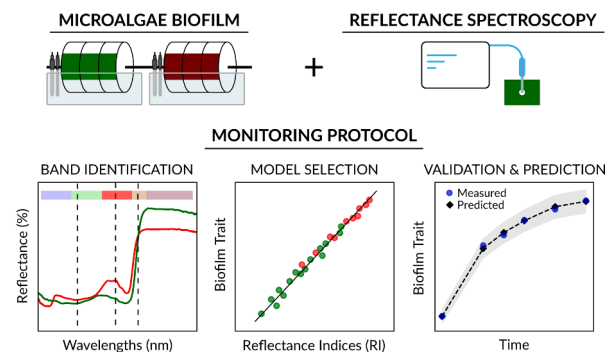 MICROALGAE BIOFILM
REFLECTANCE SPECTROSCOPY
+
MONITORING PROTOCOL
BAND IDENTIFICATION
MODEL SELECTION
VALIDATION & PREDICTION
Reflectance (%)
Wavelengths (nm)
Biofilm Trait
Reflectance Indices (RI)
Biofilm Trait
Measured
Predicted
Time